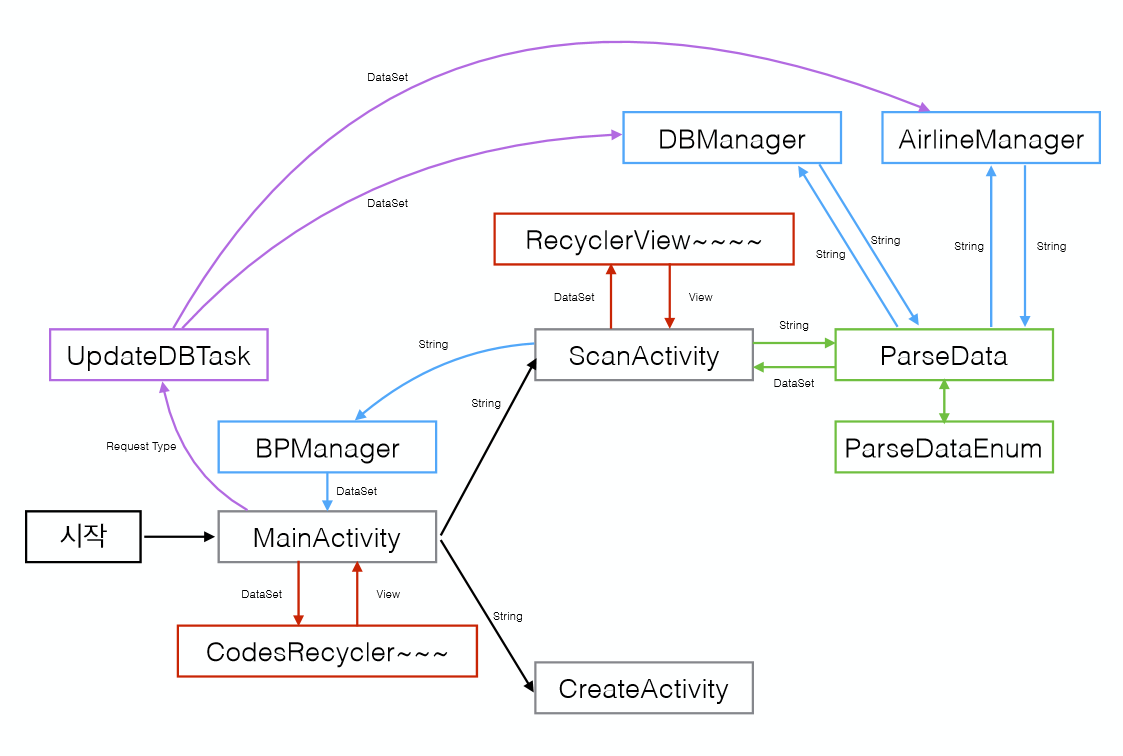 DataSet
DBManager
AirlineManager
DataSet
RecyclerView~~~~
String
String
String
String
DataSet
View
UpdateDBTask
String
ScanActivity
String
ParseData
DataSet
String
Request Type
BPManager
ParseDataEnum
DataSet
시작
MainActivity
DataSet
View
String
CodesRecycler~~~
CreateActivity